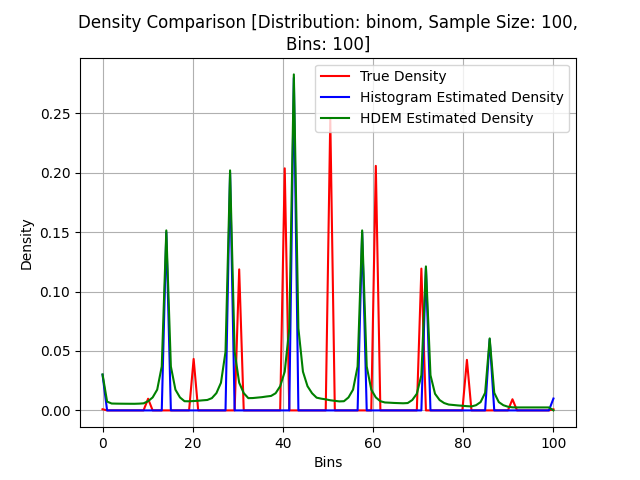 Density Comparison [Distribution: binom, Sample Size: 100,
Bins: 100]
True Density
Histogram Estimated Density
HDEM Estimated Density
Density
0.25
0.20
0.15
0.10
0.05
0.00
0 20 40 60 80 100
Bins